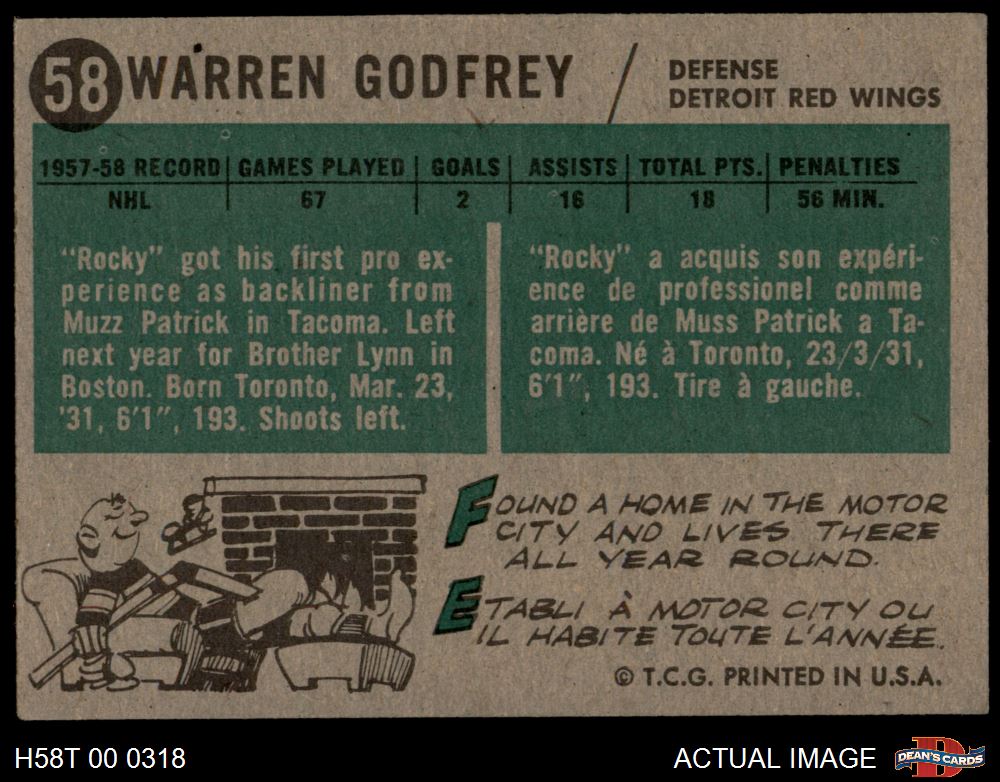 58 WARREN GODFREY / DEFENSE
DETROIT RED WINGS
1957-58 RECORD GAMES PLAYED GOALS ASSISTS TOTAL PTS. PENALTIES
NHL 67 2 16 18 56 MIN.
"Rocky" got his first pro ex-
perience as backliner from
Muzz Patrick in Tacoma. Left
next year for Brother Lynn in
Boston. Born Toronto, Mar. 23,
'31, 6'1", 193. Shoots left.
"Rocky" a acquis son expéri-
ence de professionel comme
arrière de Muss Patrick a Ta-
coma. Né à Toronto, 23/3/31,
6'1", 193. Tire à gauche.
FOUND A HOME IN THE MOTOR
CITY AND LIVES THERE
ALL YEAR ROUND.
ETABLI À MOTOR CITY OU
IL HABITE TOUTE L'ANNÉE.
© T.C.G. PRINTED IN U.S.A.
H58T 00 0318
ACTUAL IMAGE
D
DEAN'S CARDS